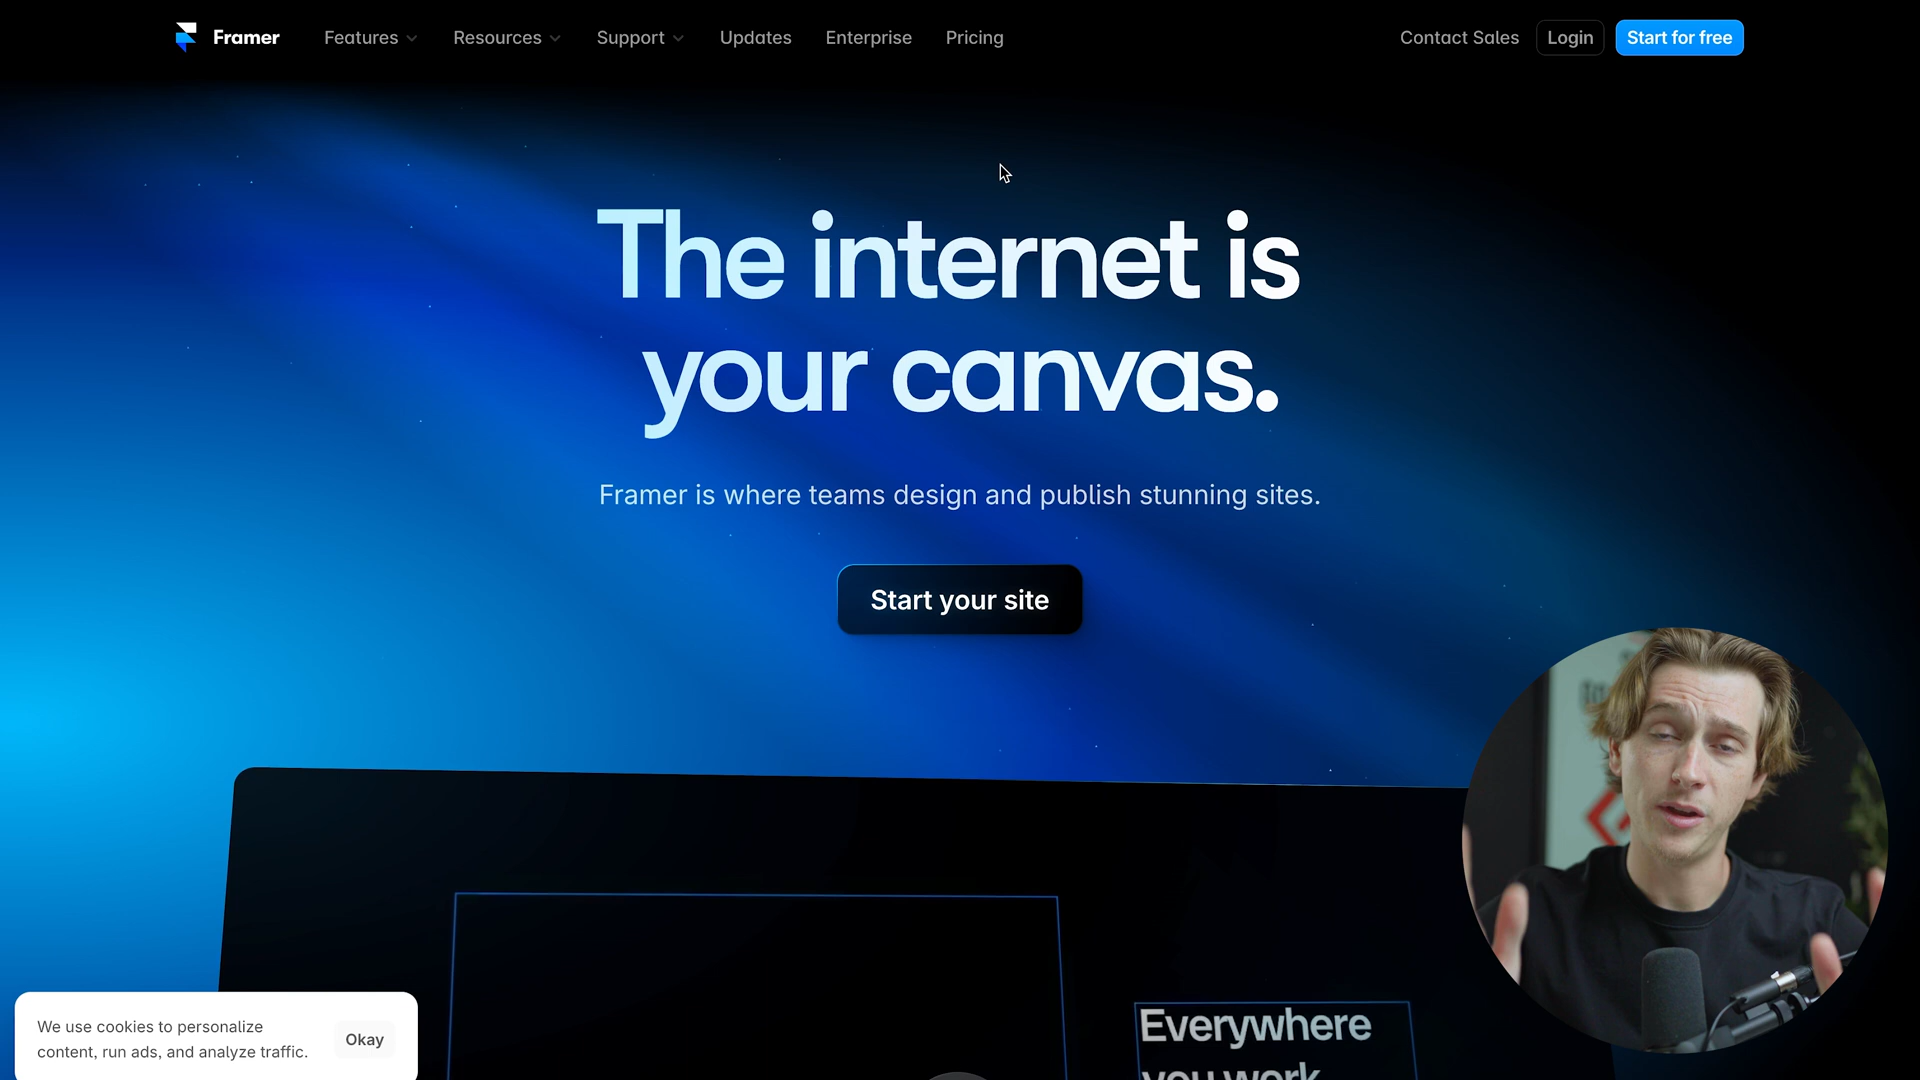 Framer
Features
Resources
Support
Updates
Enterprise
Pricing
Contact Sales
Login
Start for free
The internet is
your canvas.
Framer is where teams design and publish stunning sites.
Start your site
We use cookies to personalize
content, run ads, and analyze traffic.
Okay
Everywhere
you work